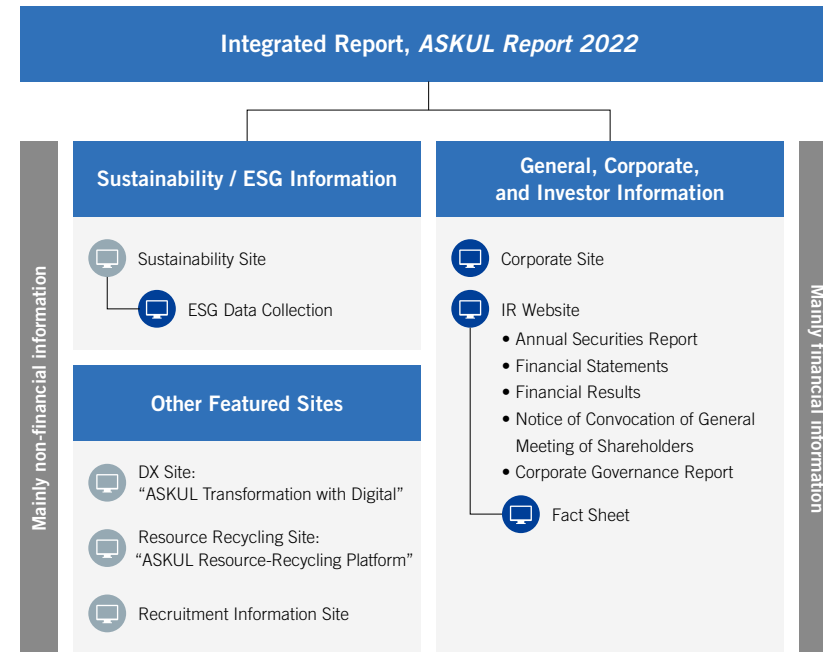 Integrated Report, ASKUL Report 2022
Mainly non-financial information
Sustainability / ESG Information
Sustainability Site
ESG Data Collection
Other Featured Sites
DX Site:
“ASKUL Transformation with Digital”
Resource Recycling Site:
“ASKUL Resource-Recycling Platform”
Recruitment Information Site
General, Corporate,
and Investor Information
Corporate Site
IR Website
• Annual Securities Report
• Financial Statements
• Financial Results
• Notice of Convocation of General
Meeting of Shareholders
• Corporate Governance Report
Fact Sheet
Mainly financial information